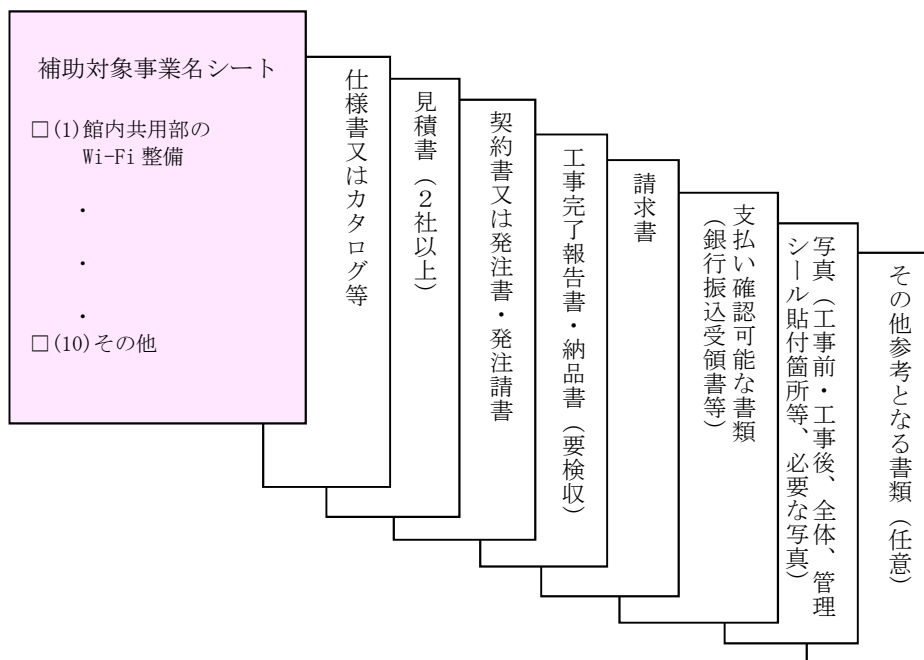 補助対象事業名シート
□(1)館内共用部の
Wi-Fi 整備
・
・
・
□(10)その他
仕様書又はカタログ等
見積書（２社以上）
契約書又は発注書・発注請書
工事完了報告書・納品書（要検収）
請求書
支払い確認可能な書類
（銀行振込受領書等）
写真（工事前・工事後、全体、管理
シール貼付箇所等、必要な写真）
その他参考となる書類（任意）